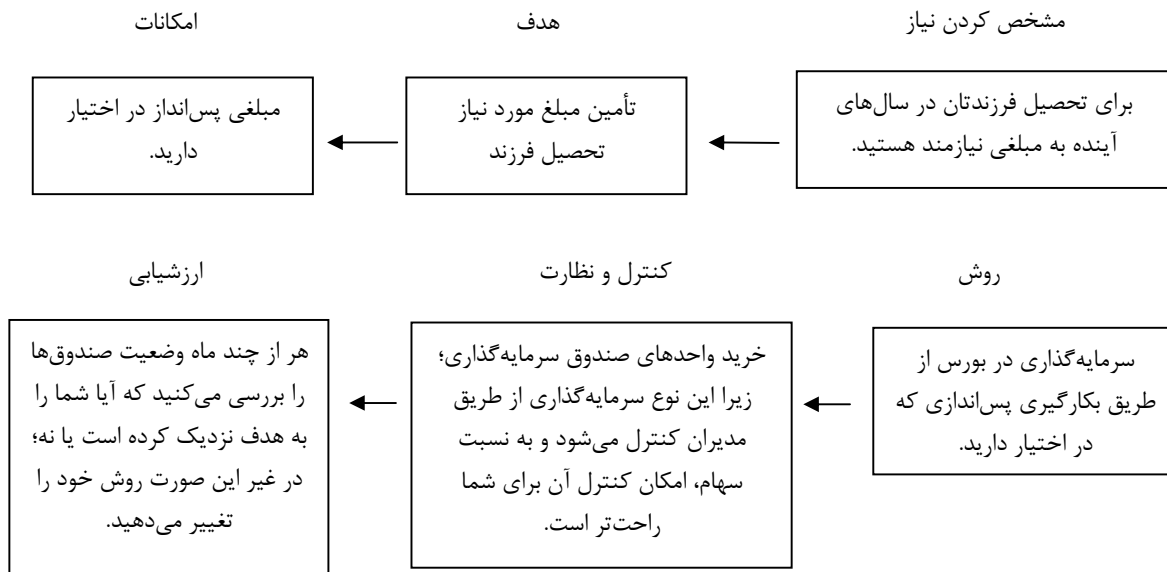 مشخص کردن نیاز
هدف
امکانات
برای تحصیل فرزندتان در سال‌های
آینده به مبلغی نیازمند هستید.
تأمین مبلغ مورد نیاز
تحصیل فرزند
مبلغی پس‌انداز در اختیار
دارید.
روش
کنترل و نظارت
ارزشیابی
سرمایه‌گذاری در بورس از
طریق بکارگیری پس‌اندازی که
در اختیار دارید.
خرید واحدهای صندوق سرمایه‌گذاری؛
زیرا این نوع سرمایه‌گذاری از طریق
مدیران کنترل می‌شود و به نسبت
سهام، امکان کنترل آن برای شما
راحت‌تر است.
هر از چند ماه وضعیت صندوق‌ها
را بررسی می‌کنید که آیا شما را
به هدف نزدیک کرده است یا نه؛
در غیر این صورت روش خود را
تغییر می‌دهید.